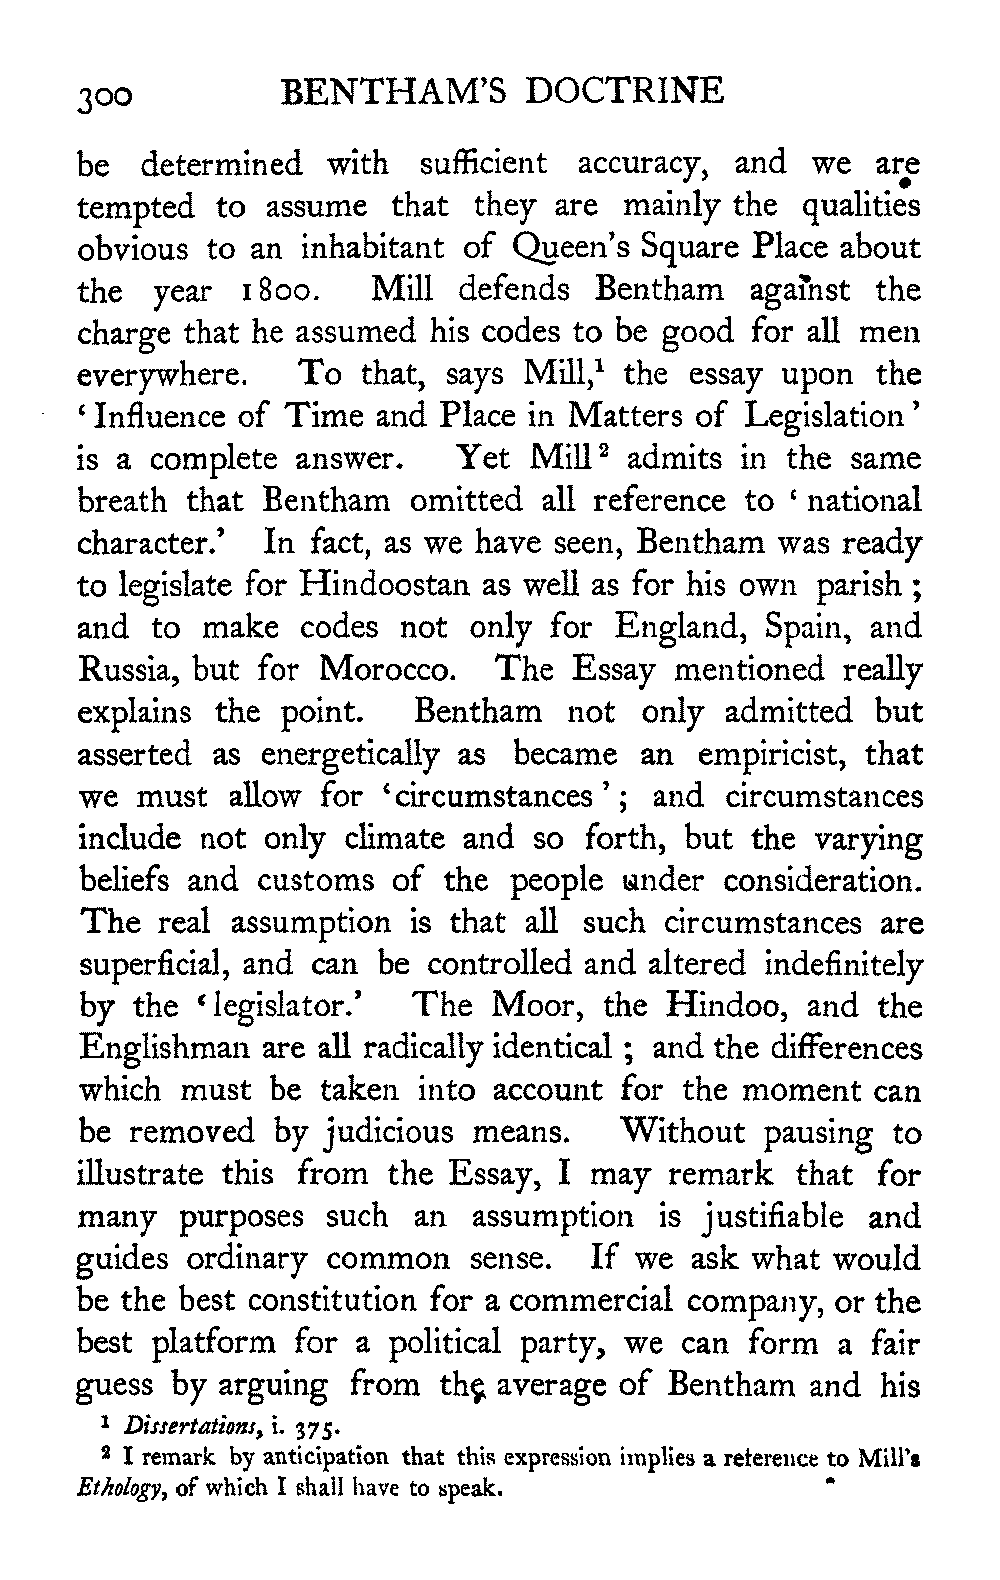 300 BENTHAM'S DOCTRINE
be determined with sufficient accuracy, and we are
tempted to assume that they are mainly the qualities
obvious to an inhabitant of Queen's Square Place about
the year 1800. Mill defends Bentham against the
charge that he assumed his codes to be good for all men
everywhere. To that, says Mill,¹ the essay upon the
‘Influence of Time and Place in Matters of Legislation’
is a complete answer. Yet Mill² admits in the same
breath that Bentham omitted all reference to ‘national
character.’ In fact, as we have seen, Bentham was ready
to legislate for Hindoostan as well as for his own parish ;
and to make codes not only for England, Spain, and
Russia, but for Morocco. The Essay mentioned really
explains the point. Bentham not only admitted but
asserted as energetically as became an empiricist, that
we must allow for ‘circumstances’ ; and circumstances
include not only climate and so forth, but the varying
beliefs and customs of the people under consideration.
The real assumption is that all such circumstances are
superficial, and can be controlled and altered indefinitely
by the ‘legislator.’ The Moor, the Hindoo, and the
Englishman are all radically identical ; and the differences
which must be taken into account for the moment can
be removed by judicious means. Without pausing to
illustrate this from the Essay, I may remark that for
many purposes such an assumption is justifiable and
guides ordinary common sense. If we ask what would
be the best constitution for a commercial company, or the
best platform for a political party, we can form a fair
guess by arguing from the average of Bentham and his
¹ Dissertations, i. 375.
² I remark by anticipation that this expression implies a reference to Mill's
Ethology, of which I shall have to speak.